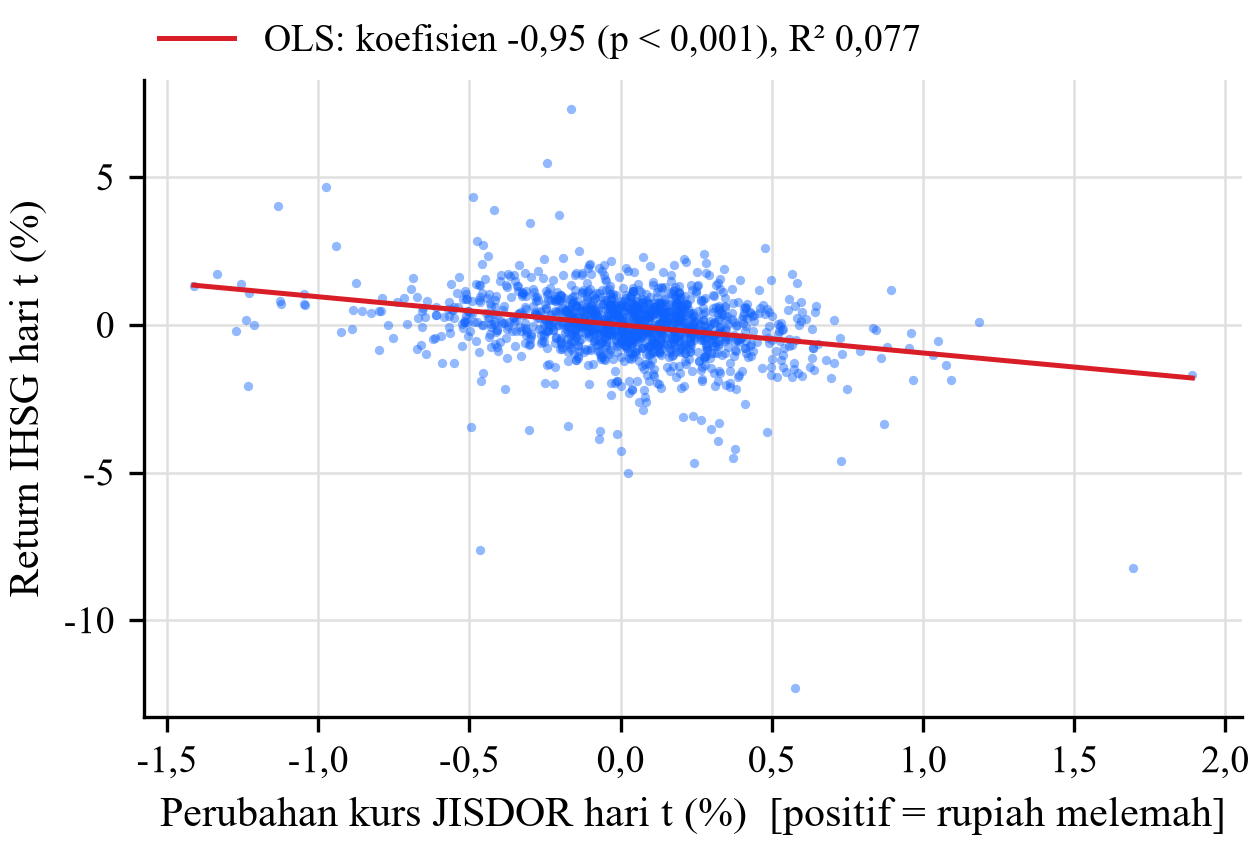 OLS: koefisien -0,95 (p < 0,001), R² 0,077
Return IHSG hari t (%)
5
0
-5
-10
-1,5 -1,0 -0,5 0,0 0,5 1,0 1,5 2,0
Perubahan kurs JISDOR hari t (%) [positif = rupiah melemah]